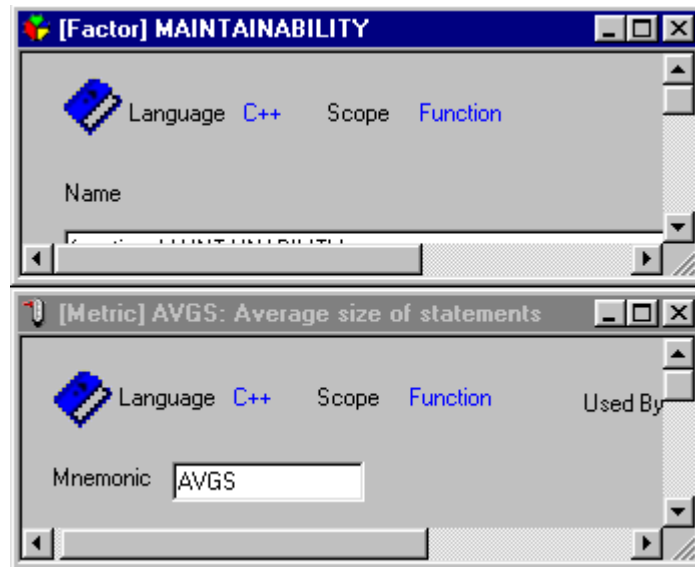 [Factor] MAINTAINABILITY
Language C++ Scope Function
Name
[Metric] AVGS: Average size of statements
Language C++ Scope Function Used By
Mnemonic AVGS